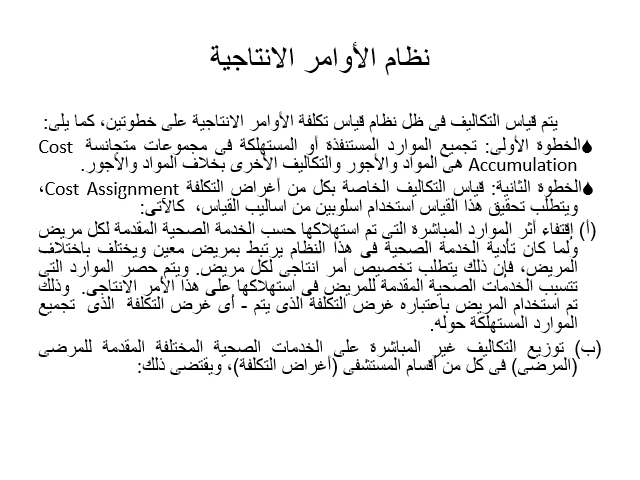 نظام الأوامر الانتاجية
يتم قياس التكاليف فى ظل نظام قياس تكلفة الأوامر الانتاجية على خطوتين، كما يلى:
الخطوة الأولى: تجميع الموارد المستنفذة أو المستهلكة فى مجموعات متجانسة Cost
Accumulation هى المواد والأجور والتكاليف الأخرى بخلاف المواد والأجور.
الخطوة الثانية: قياس التكاليف الخاصة بكل من أغراض التكلفة Cost Assignment،
ويتطلب تحقيق هذا القياس استخدام اسلوبين من اساليب القياس، كالآتى:
(أ) إقتفاء أثر الموارد المباشرة التى تم استهلاكها حسب الخدمة الصحية المقدمة لكل مريض
ولما كان تأدية الخدمة الصحية فى هذا النظام يرتبط بمريض معين ويختلف باختلاف
المريض، فإن ذلك يتطلب تخصيص أمر انتاجى لكل مريض. ويتم حصر الموارد التى
تتسبب الخدمات الصحية المقدمة للمريض فى استهلاكها على هذا الأمر الإنتاجى. وذلك
تم استخدام المريض باعتباره غرض التكلفة الذى يتم - أى غرض التكلفة الذى تجميع
الموارد المستهلكة حوله.
(ب) توزيع التكاليف غير المباشرة على الخدمات الصحية المختلفة المقدمة للمرضى
(المرضى) فى كل من أقسام المستشفى (أغراض التكلفة)، ويقتضى ذلك: